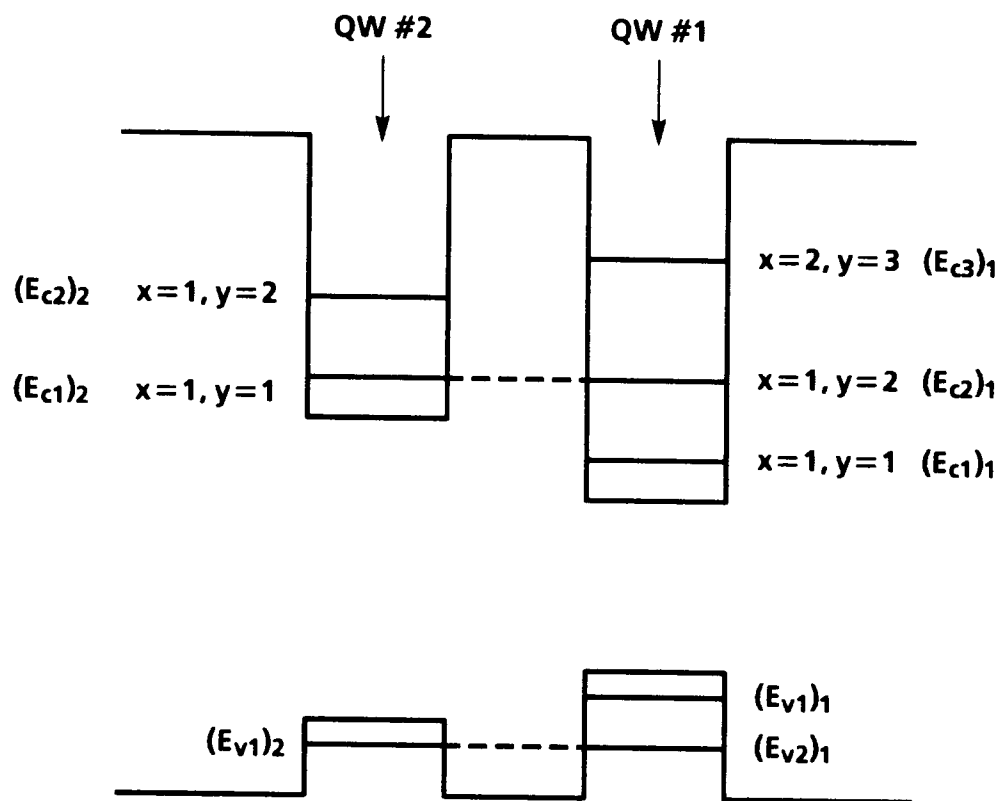 QW #2
QW #1
(Ec2)2 x=1, y=2
x=2, y=3 (Ec3)1
(Ec1)2 x=1, y=1
x=1, y=2 (Ec2)1
x=1, y=1 (Ec1)1
(Ev1)1
(Ev1)2
(Ev2)1